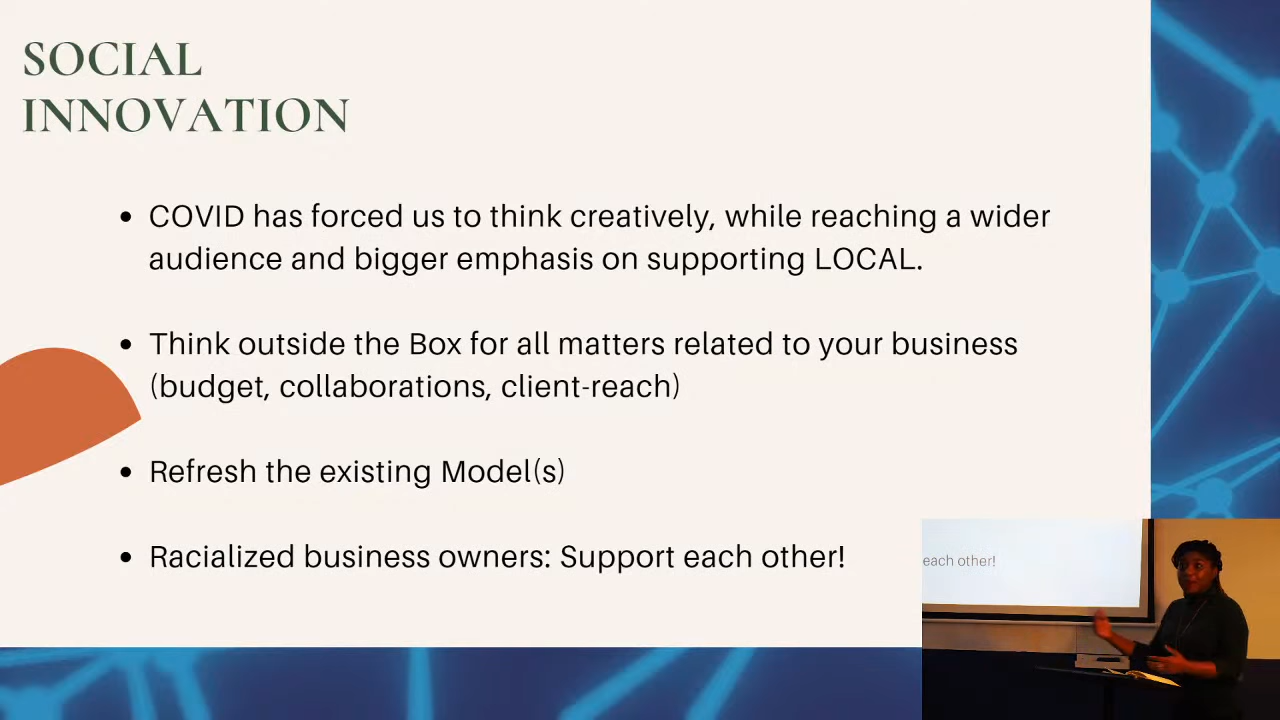 SOCIAL
INNOVATION
• COVID has forced us to think creatively, while reaching a wider
audience and bigger emphasis on supporting LOCAL.
• Think outside the Box for all matters related to your business
(budget, collaborations, client-reach)
• Refresh the existing Model(s)
• Racialized business owners: Support each other!
each other!